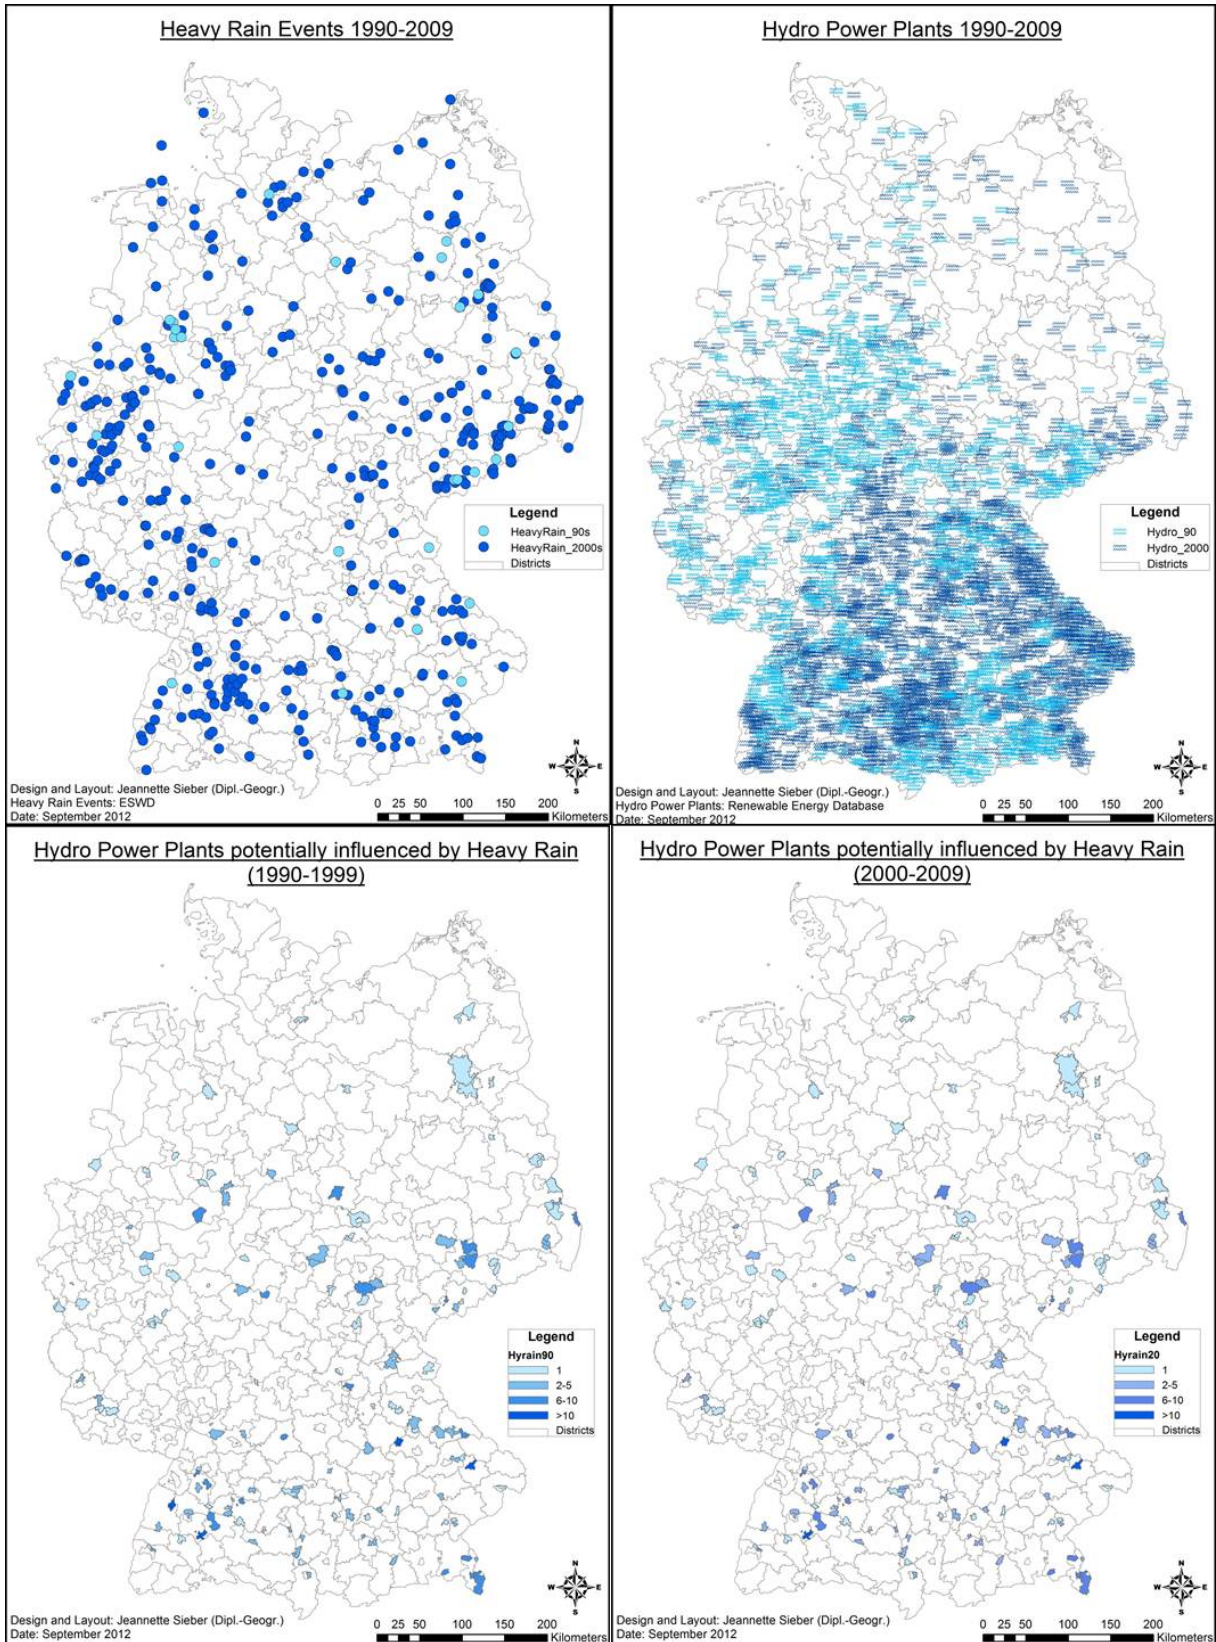 Heavy Rain Events 1990-2009
Legend
HeavyRain_90s
HeavyRain_2000s
Districts
N
W E
S
Design and Layout: Jeannette Sieber (Dipl.-Geogr.)
Heavy Rain Events: ESWD
Date: September 2012
0 25 50 100 150 200
Kilometers
Hydro Power Plants 1990-2009
Legend
Hydro_90
Hydro_2000
Districts
N
W E
S
Design and Layout: Jeannette Sieber (Dipl.-Geogr.)
Hydro Power Plants: Renewable Energy Database
Date: September 2012
0 25 50 100 150 200
Kilometers
Hydro Power Plants potentially influenced by Heavy Rain
(1990-1999)
Legend
Hyrain90
1
2-5
6-10
>10
Districts
N
W E
S
Design and Layout: Jeannette Sieber (Dipl.-Geogr.)
Date: September 2012
0 25 50 100 150 200
Kilometers
Hydro Power Plants potentially influenced by Heavy Rain
(2000-2009)
Legend
Hyrain20
1
2-5
6-10
>10
Districts
N
W E
S
Design and Layout: Jeannette Sieber (Dipl.-Geogr.)
Date: September 2012
0 25 50 100 150 200
Kilometers